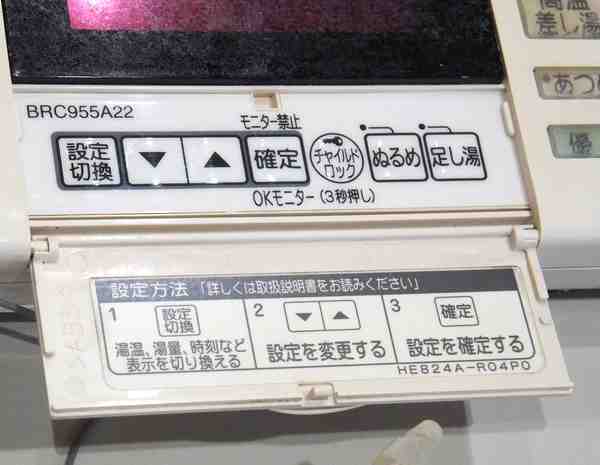 高温
差し湯
あつめ
優
BRC955A22
モニター禁止
設定
切換
▼
▲
確定
チャイルド
ロック
ぬるめ
足し湯
OKモニター (3秒押し)
設定方法 「詳しくは取扱説明書をお読みください」
1 設定
切換
湯温、湯量、時刻など
表示を切り換える
2 ▼ ▲
設定を変更する
3 確定
設定を確定する
HE824A-R04P0
>ABS<